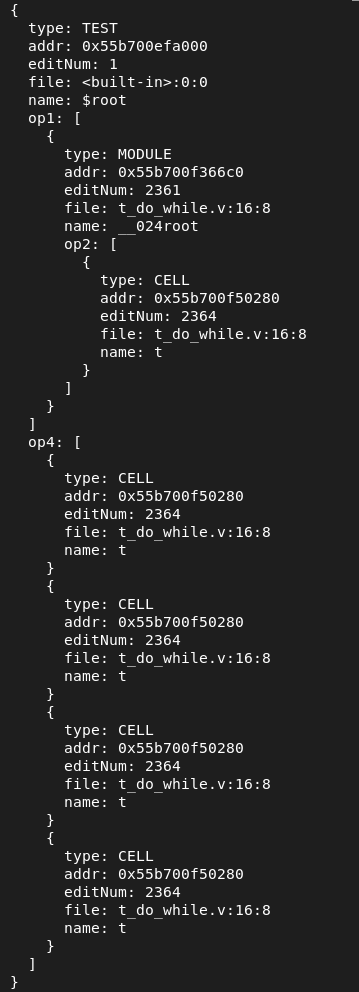 {
  type: TEST
  addr: 0x55b700efa000
  editNum: 1
  file: <built-in>:0:0
  name: $root
  op1: [
    {
      type: MODULE
      addr: 0x55b700f366c0
      editNum: 2361
      file: t_do_while.v:16:8
      name: __024root
      op2: [
        {
          type: CELL
          addr: 0x55b700f50280
          editNum: 2364
          file: t_do_while.v:16:8
          name: t
        }
      ]
    }
  ]
  op4: [
    {
      type: CELL
      addr: 0x55b700f50280
      editNum: 2364
      file: t_do_while.v:16:8
      name: t
    }
    {
      type: CELL
      addr: 0x55b700f50280
      editNum: 2364
      file: t_do_while.v:16:8
      name: t
    }
    {
      type: CELL
      addr: 0x55b700f50280
      editNum: 2364
      file: t_do_while.v:16:8
      name: t
    }
    {
      type: CELL
      addr: 0x55b700f50280
      editNum: 2364
      file: t_do_while.v:16:8
      name: t
    }
  ]
}